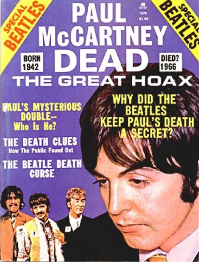 SPECIAL
BEATLES
SPECIAL
BEATLES
PAUL
McCARTNEY
DEAD
BORN
1942
DIED?
1966
THE GREAT HOAX
PAUL'S MYSTERIOUS
DOUBLE--
Who Is He?
THE DEATH CLUES
How The Public Found Out
THE BEATLE DEATH
CURSE
WHY DID THE
BEATLES
KEEP PAUL'S DEATH
A SECRET?